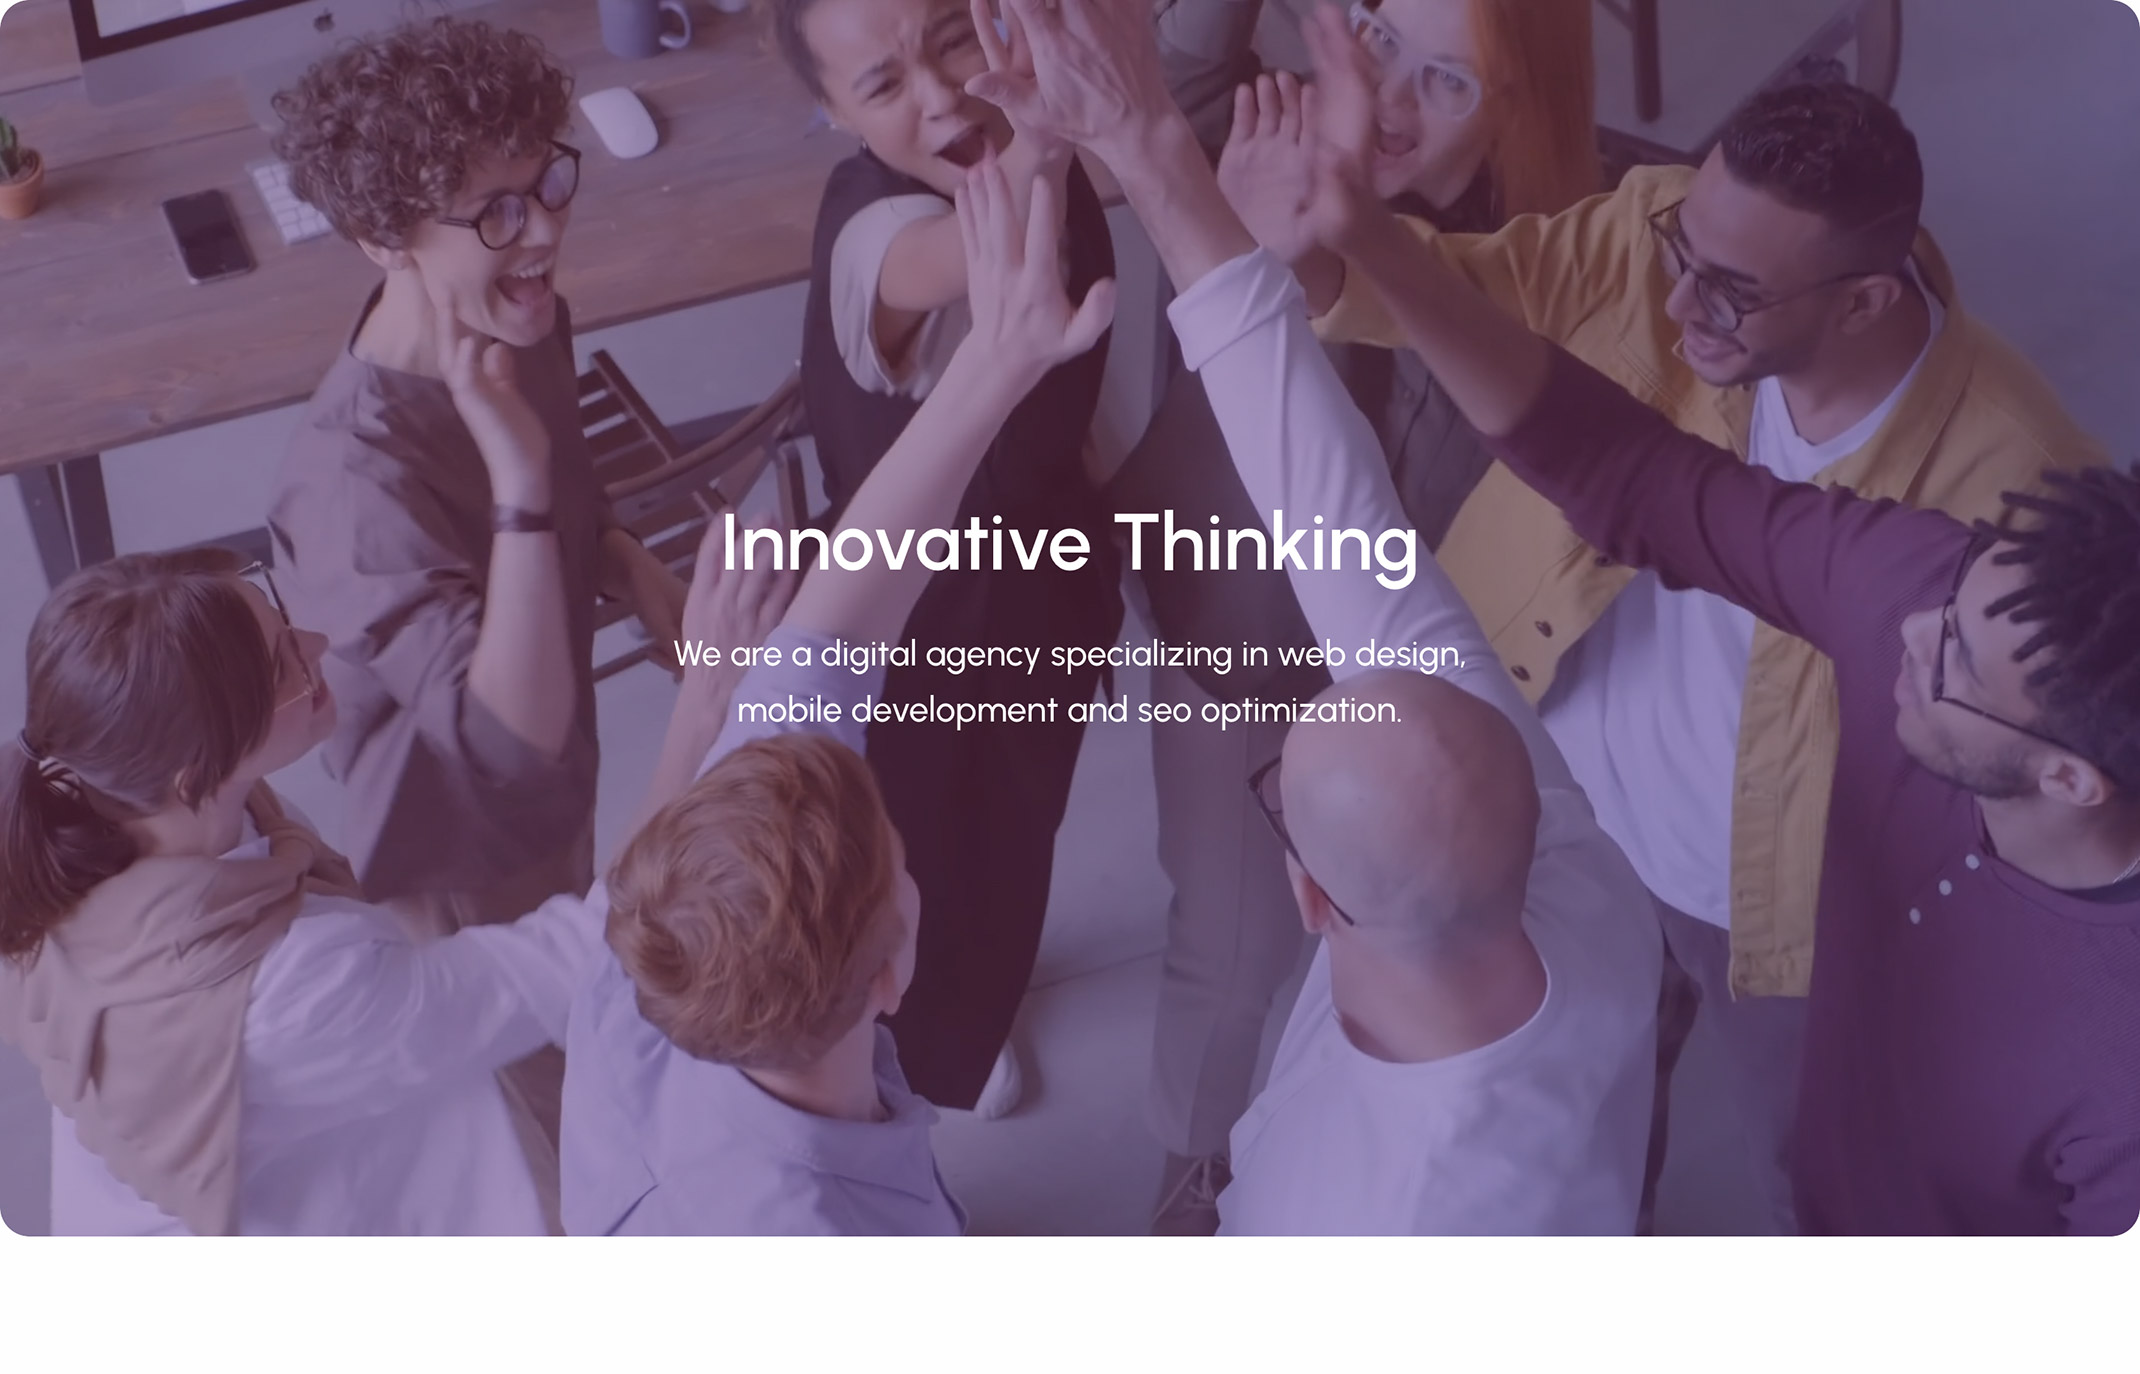 Innovative Thinking
We are a digital agency specializing in web design,
mobile development and seo optimization.